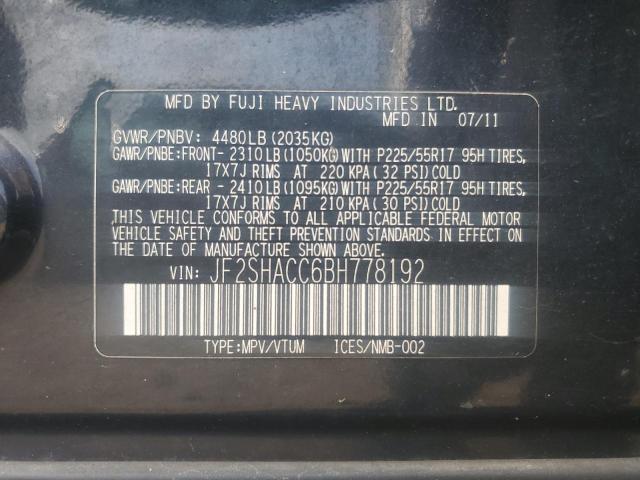 MFD BY FUJI HEAVY INDUSTRIES LTD.
MFD IN 07/11
GVWR/PNBV: 4480LB(2035KG)
GAWR/PNBE:FRONT- 2310LB(1050KG)WITH P225/55R17 95H TIRES,
17X7J RIMS AT 220 KPA(32 PSI)COLD
GAWR/PNBE:REAR - 2410LB(1095KG)WITH P225/55R17 95H TIRES,
17X7J RIMS AT 210 KPA(30 PSI)COLD
THIS VEHICLE CONFORMS TO ALL APPLICABLE FEDERAL MOTOR
VEHICLE SAFETY AND THEFT PREVENTION STANDARDS IN EFFECT ON
THE DATE OF MANUFACTURE SHOWN ABOVE.
VIN: JF2SHACC6BH778192
TYPE:MPV/VTUM ICES/NMB-002